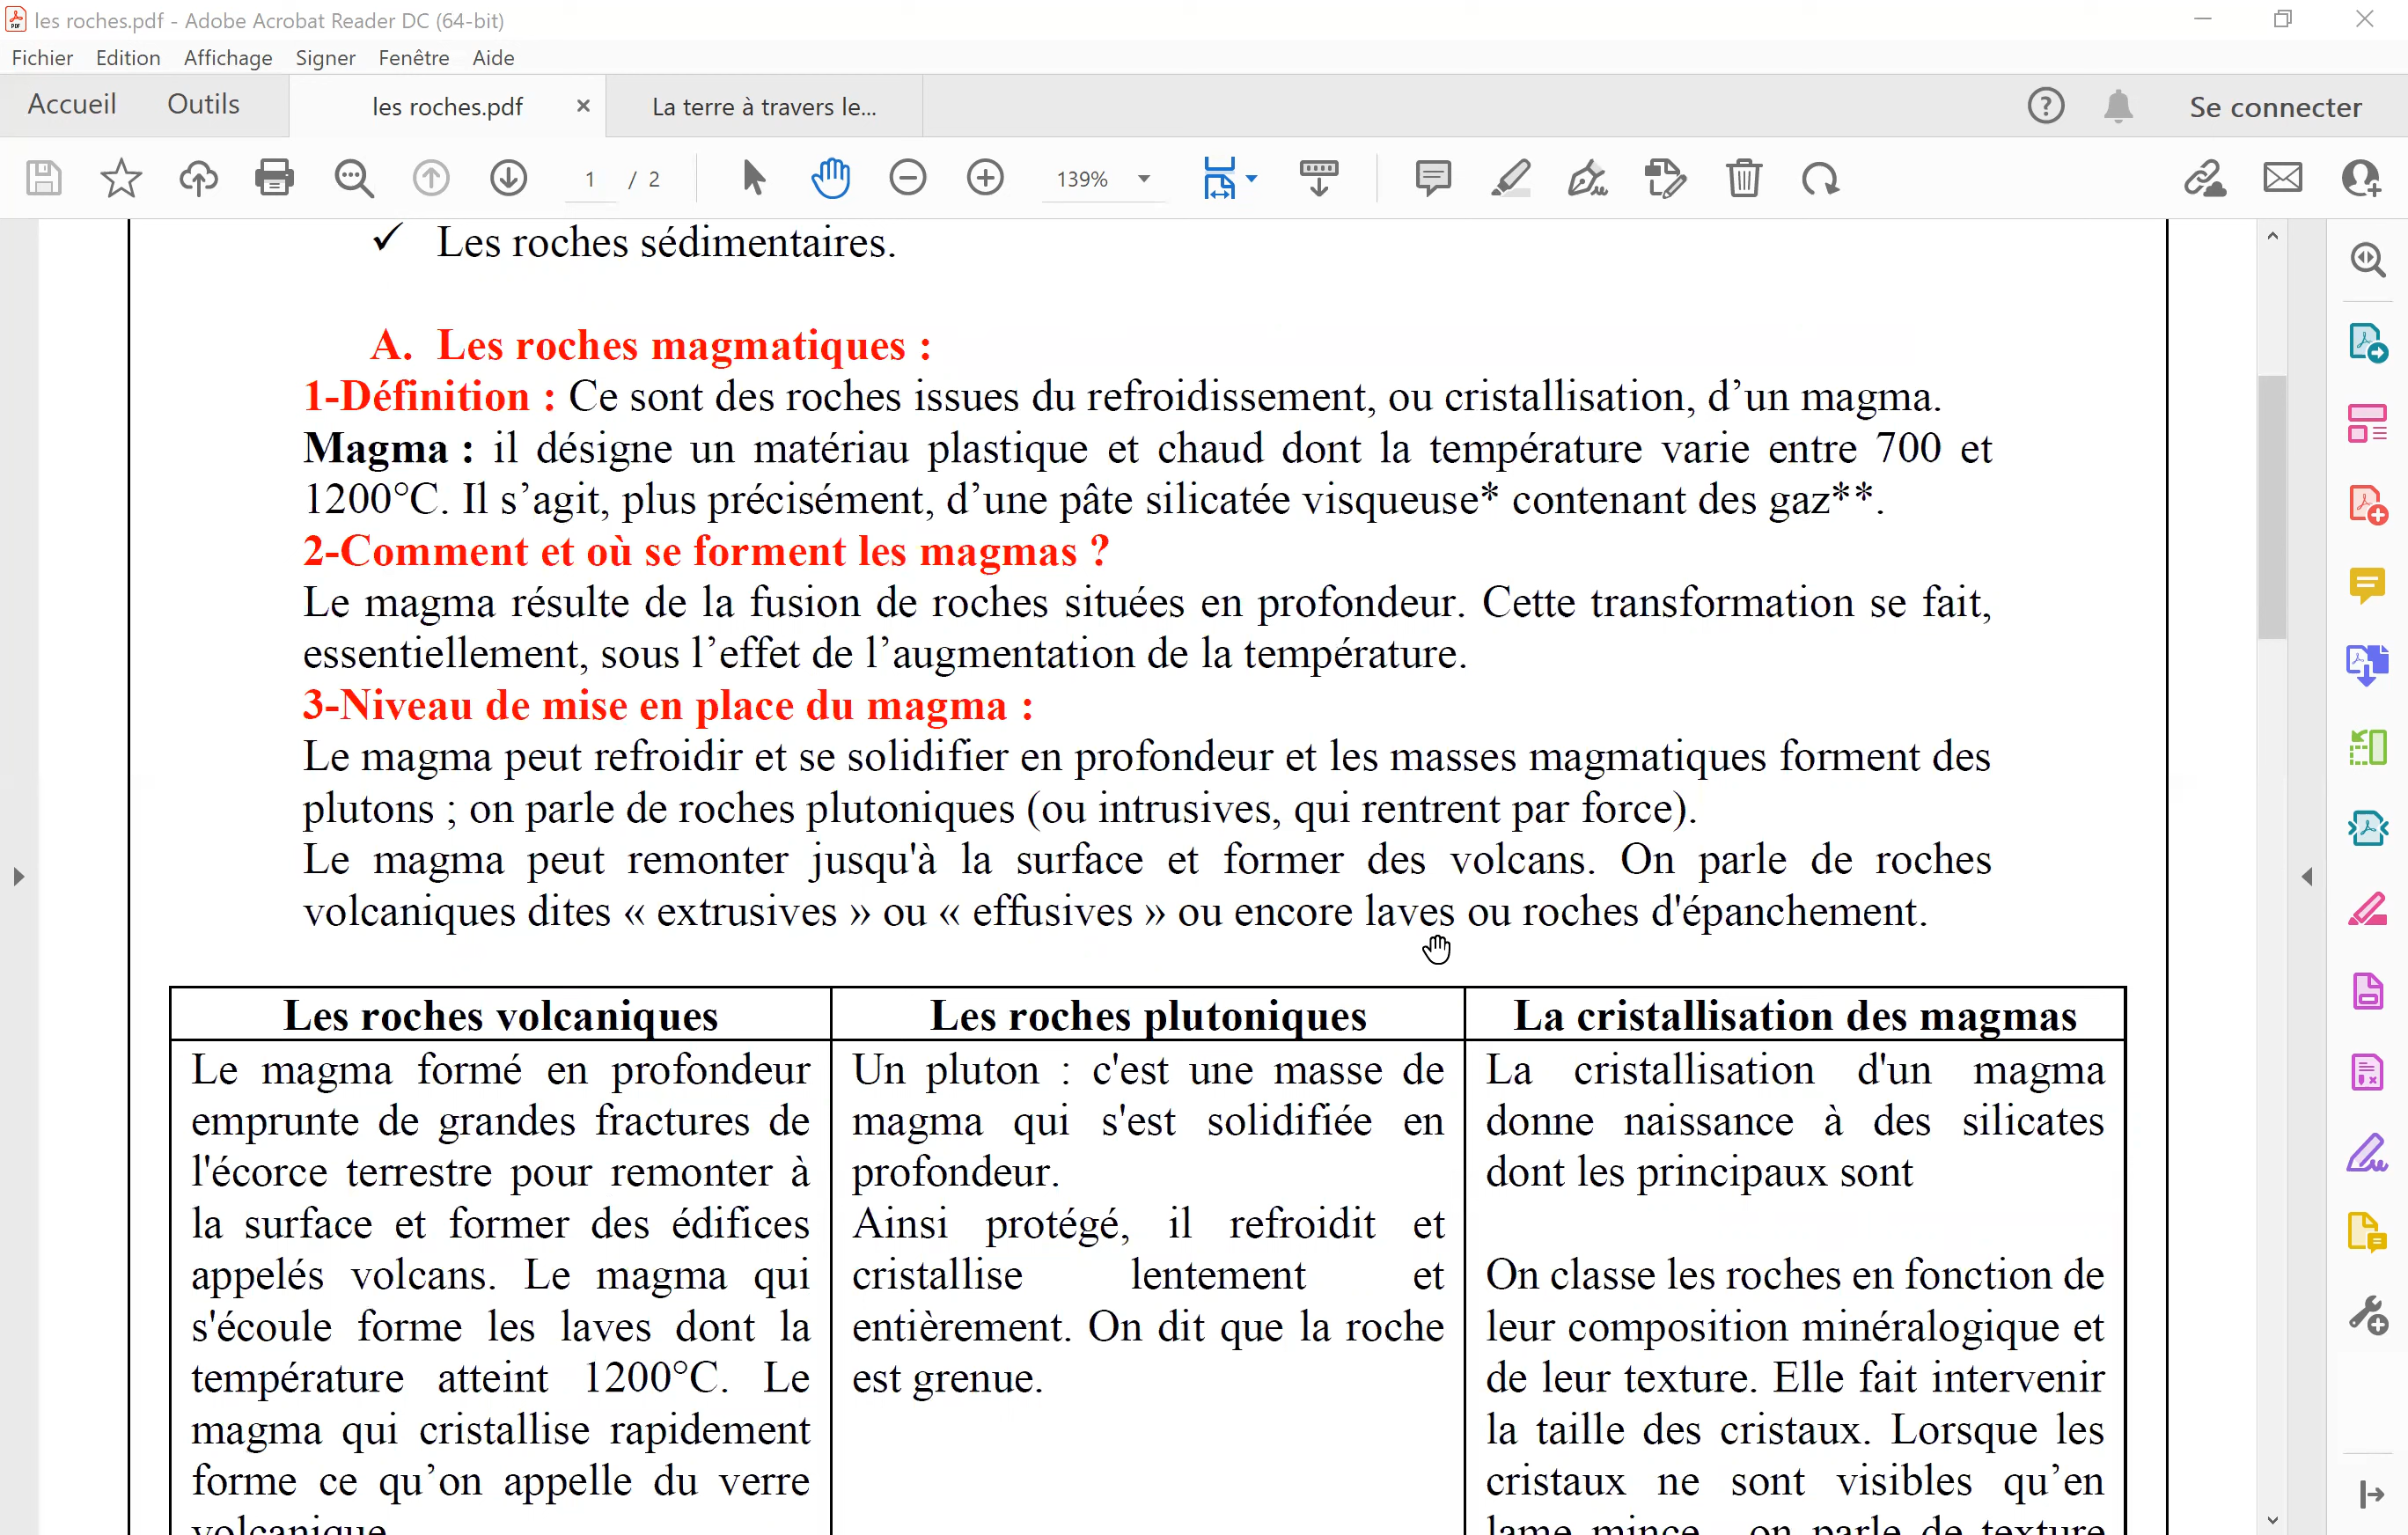 les roches.pdf - Adobe Acrobat Reader DC (64-bit)
Fichier Edition Affichage Signer Fenêtre Aide
Accueil Outils les roches.pdf × La terre à travers le... Se connecter
1 / 2 139%
✓ Les roches sédimentaires.
A. Les roches magmatiques :
1-Définition : Ce sont des roches issues du refroidissement, ou cristallisation, d’un magma.
Magma : il désigne un matériau plastique et chaud dont la température varie entre 700 et
1200°C. Il s’agit, plus précisément, d’une pâte silicatée visqueuse* contenant des gaz**.
2-Comment et où se forment les magmas ?
Le magma résulte de la fusion de roches situées en profondeur. Cette transformation se fait,
essentiellement, sous l’effet de l’augmentation de la température.
3-Niveau de mise en place du magma :
Le magma peut refroidir et se solidifier en profondeur et les masses magmatiques forment des
plutons ; on parle de roches plutoniques (ou intrusives, qui rentrent par force).
Le magma peut remonter jusqu'à la surface et former des volcans. On parle de roches
volcaniques dites « extrusives » ou « effusives » ou encore laves ou roches d'épanchement.
Les roches volcaniques
Le magma formé en profondeur
emprunte de grandes fractures de
l'écorce terrestre pour remonter à
la surface et former des édifices
appelés volcans. Le magma qui
s'écoule forme les laves dont la
température atteint 1200°C. Le
magma qui cristallise rapidement
forme ce qu’on appelle du verre
volcanique
Les roches plutoniques
Un pluton : c'est une masse de
magma qui s'est solidifiée en
profondeur.
Ainsi protégé, il refroidit et
cristallise lentement et
entièrement. On dit que la roche
est grenue.
La cristallisation des magmas
La cristallisation d'un magma
donne naissance à des silicates
dont les principaux sont
On classe les roches en fonction de
leur composition minéralogique et
de leur texture. Elle fait intervenir
la taille des cristaux. Lorsque les
cristaux ne sont visibles qu’en
lame mince on parle de texture